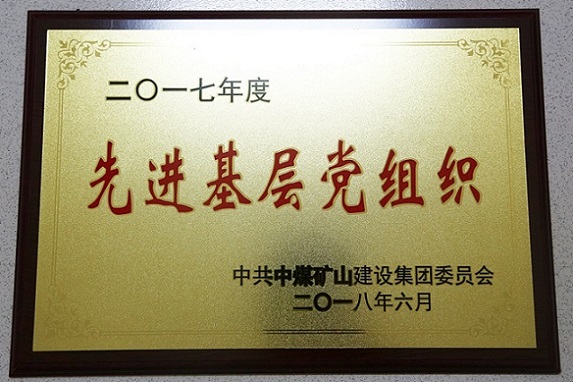 二〇一七年度
先进基层党组织
中共中煤矿山建设集团委员会
二〇一八年六月